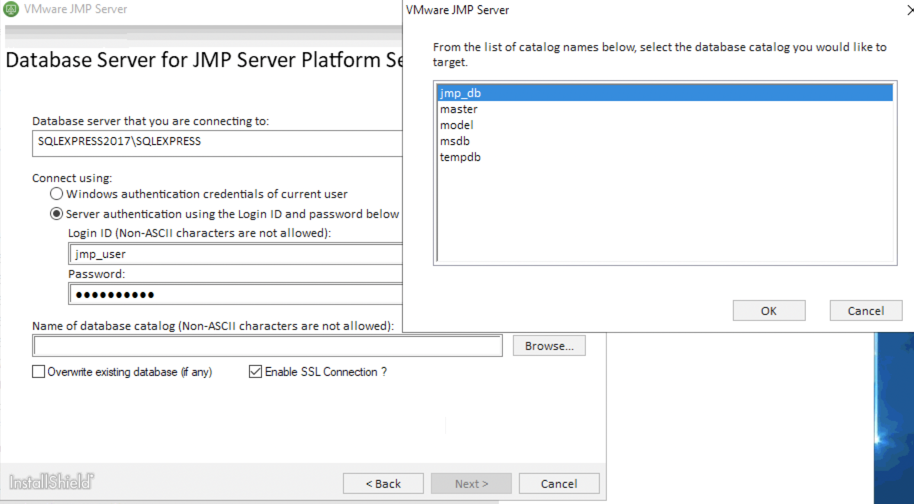 VMware JMP Server
Database Server for JMP Server Platform Se
Database server that you are connecting to:
SQLEXPRESS2017\SQLEXPRESS
Connect using:
Windows authentication credentials of current user
Server authentication using the Login ID and password below
Login ID (Non-ASCII characters are not allowed):
jmp_user
Password:
Name of database catalog (Non-ASCII characters are not allowed):
Browse...
Overwrite existing database (if any)
Enable SSL Connection ?
InstallShield
< Back
Next >
Cancel
VMware JMP Server
From the list of catalog names below, select the database catalog you would like to
target.
jmp_db
master
model
msdb
tempdb
OK
Cancel